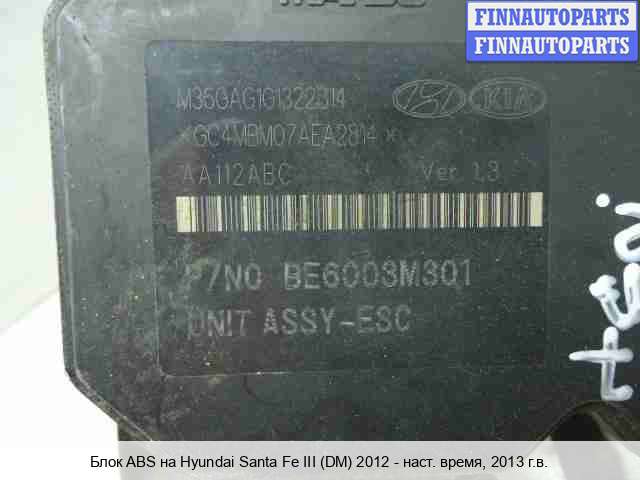 FINNAUTOPARTS
FINNAUTOPARTS
M35GAG1G1322314
KIA
*GC4MBM07AEA2814*
AA112ABC Ver 1.3
P/NO BE6003M301
UNIT ASSY-ESC
Блок ABS на Hyundai Santa Fe III (DM) 2012 - наст. время, 2013 г.в.